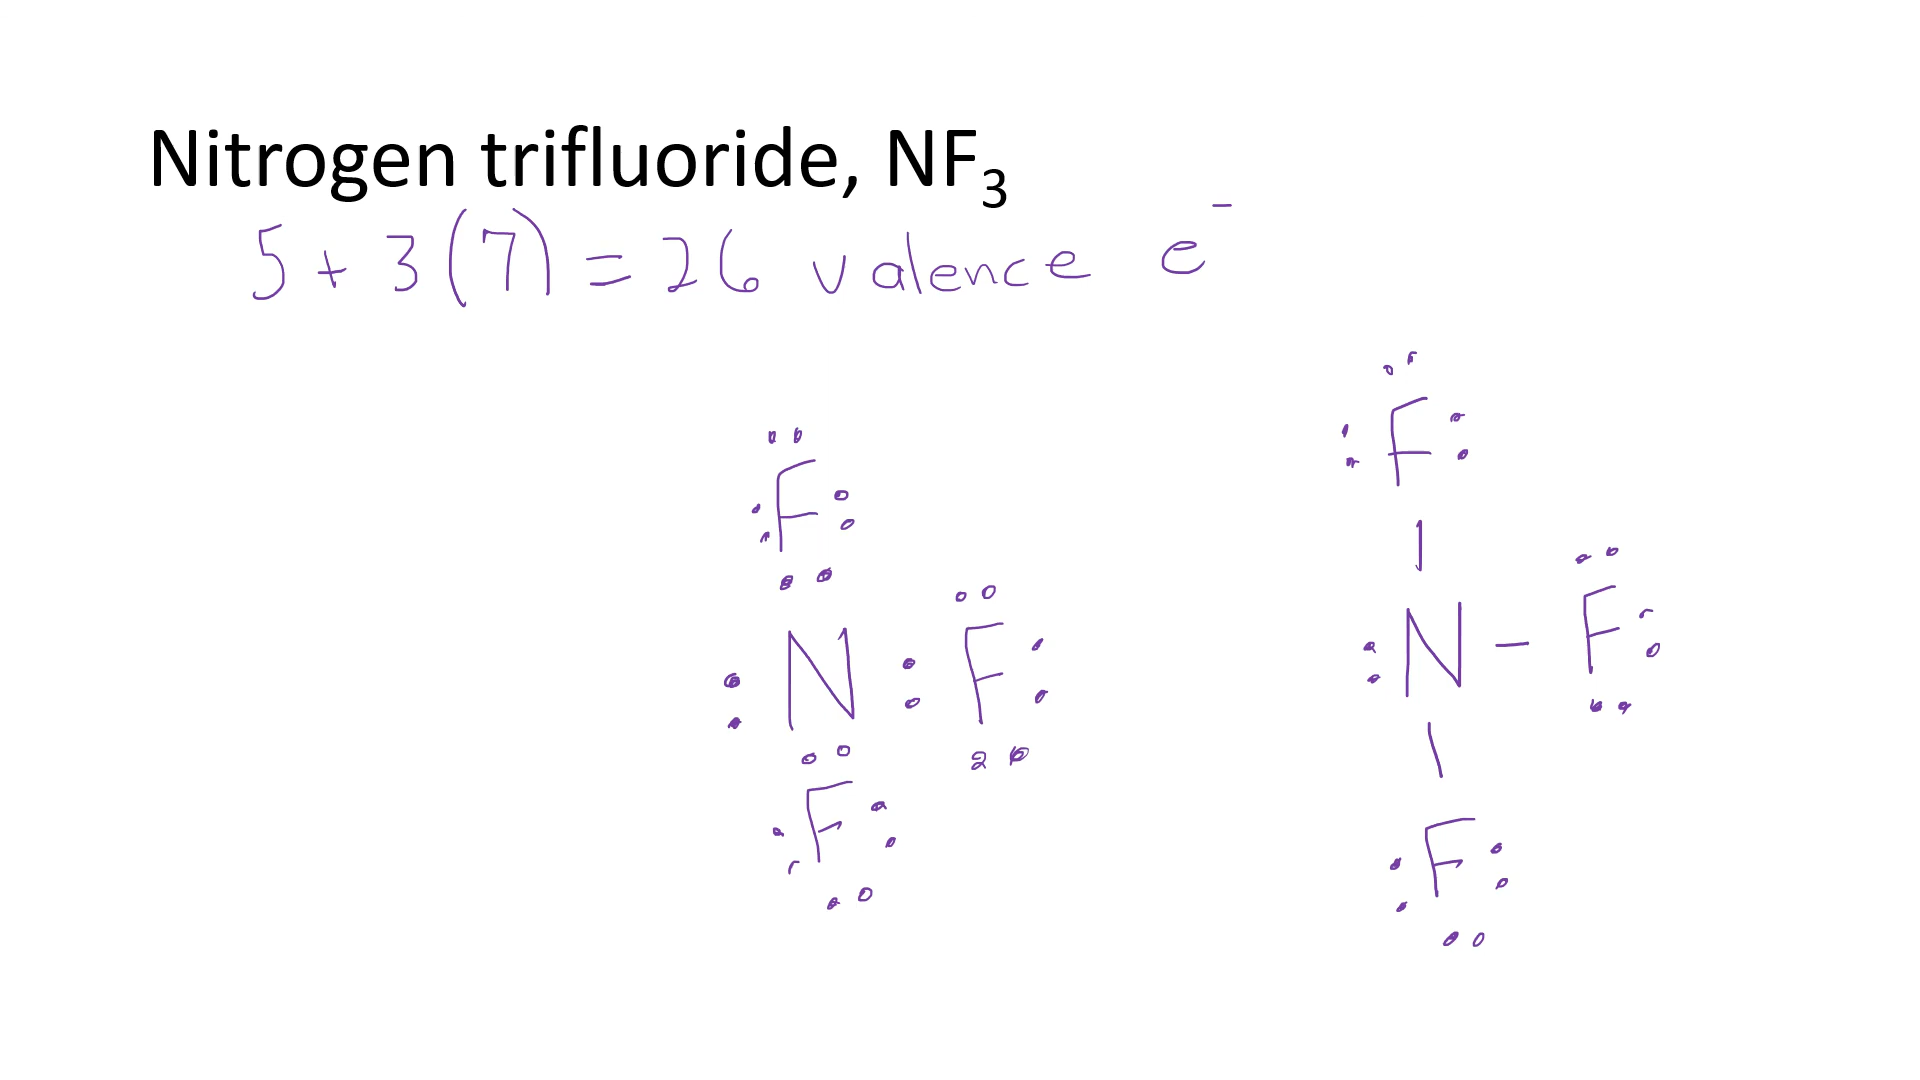 Nitrogen trifluoride, NF₃
5 + 3(7) = 26 valence e⁻
F
F
N : F
: N – F
F
F